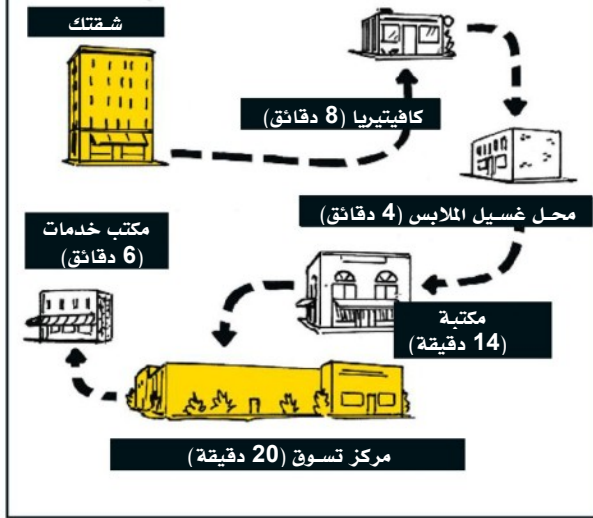 شقتك
كافيتيريا (8 دقائق)
محل غسيل الملابس (4 دقائق)
مكتبة
(14 دقيقة)
مركز تسوق (20 دقيقة)
مكتب خدمات
(6 دقائق)